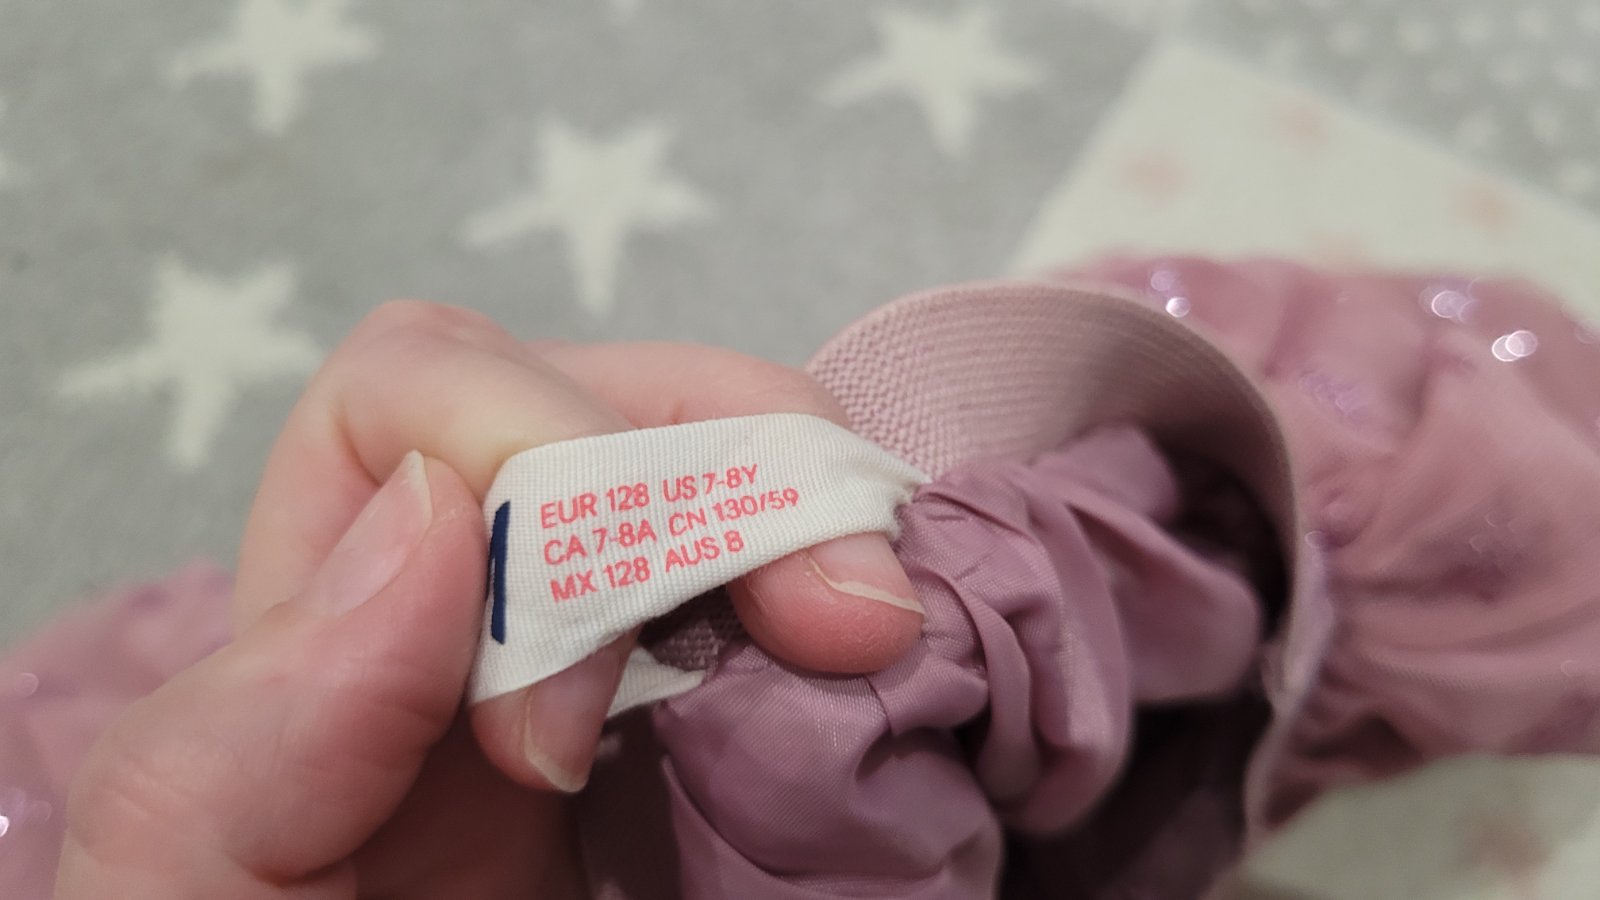 EUR 128 US 7-8Y
CA 7-8A CN 130/59
MX 128 AUS 8